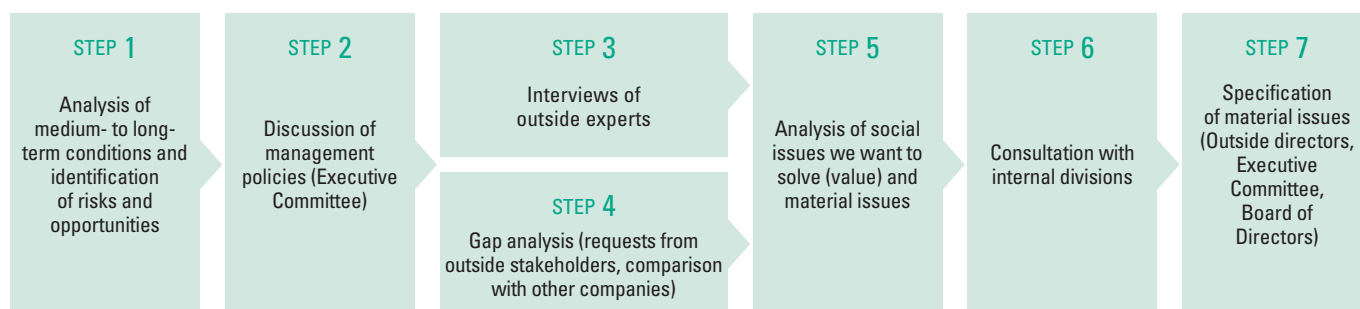 STEP 1
Analysis of
medium- to long-
term conditions and
identification
of risks and
opportunities
STEP 2
Discussion of
management
policies (Executive
Committee)
STEP 3
Interviews of
outside experts
STEP 4
Gap analysis (requests from
outside stakeholders, comparison
with other companies)
STEP 5
Analysis of social
issues we want to
solve (value) and
material issues
STEP 6
Consultation with
internal divisions
STEP 7
Specification
of material issues
(Outside directors,
Executive
Committee,
Board of
Directors)